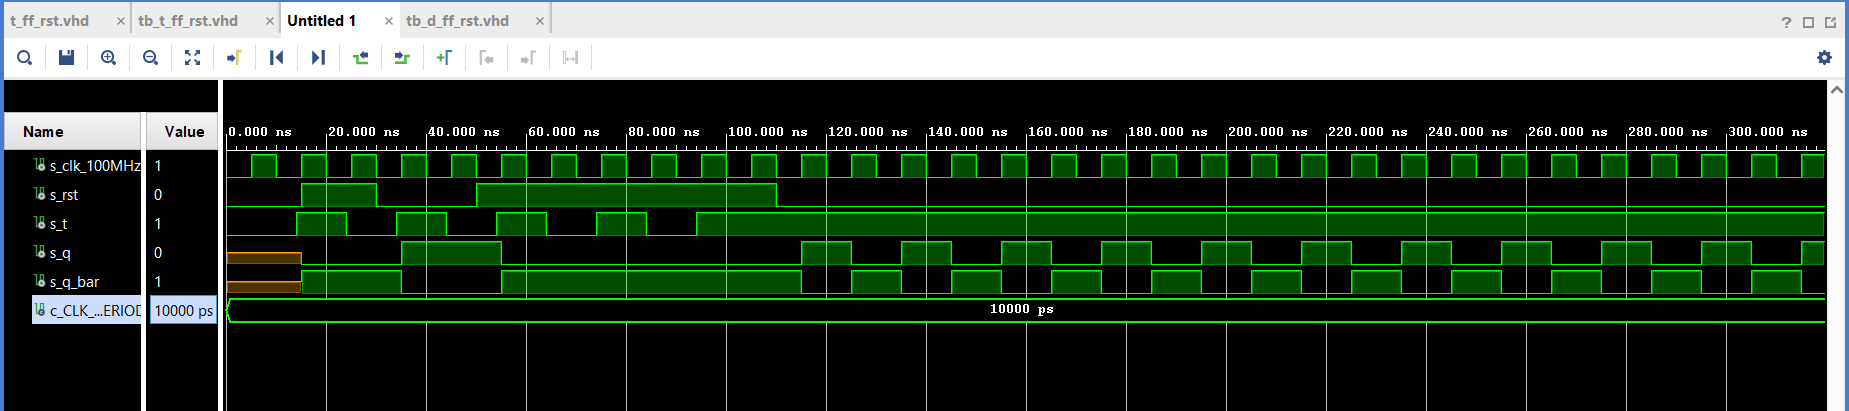 t_ff_rst.vhd × tb_t_ff_rst.vhd × Untitled 1 × tb_d_ff_rst.vhd ×
Name Value
0.000 ns 20.000 ns 40.000 ns 60.000 ns 80.000 ns 100.000 ns 120.000 ns 140.000 ns 160.000 ns 180.000 ns 200.000 ns 220.000 ns 240.000 ns 260.000 ns 280.000 ns 300.000 ns
s_clk_100MHz 1
s_rst 0
s_t 1
s_q 0
s_q_bar 1
c_CLK_...ERIOD 10000 ps 10000 ps